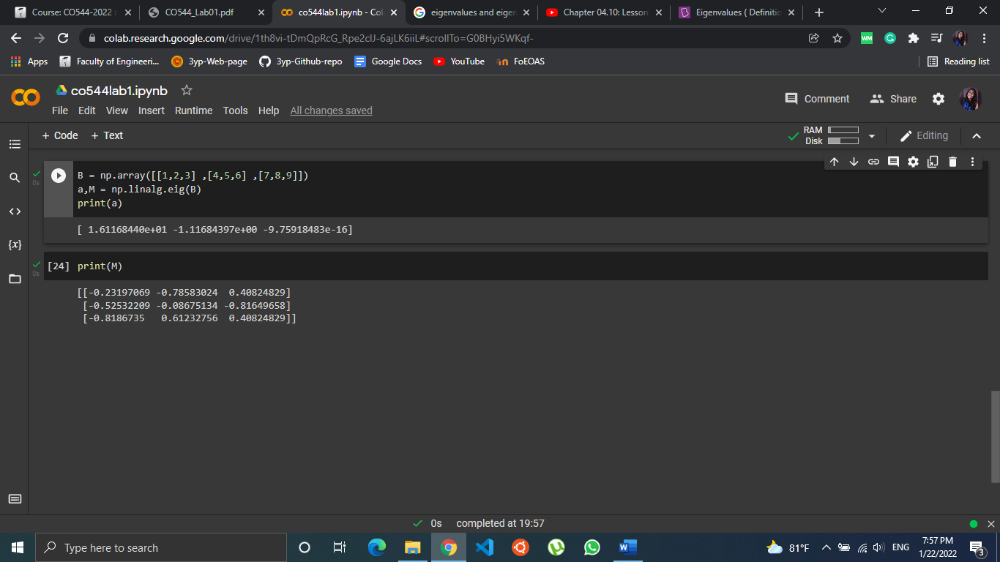 Course: CO544-2022 :
CO544_Lab01.pdf
co544lab1.ipynb - Col
eigenvalues and eigen
Chapter 04.10: Lesson
Eigenvalues ( Definitio
colab.research.google.com/drive/1th8vi-tDmQpRcG_Rpe2cIJ-6ajLK6iiL#scrollTo=G0BHyi5WKqf-
Apps
Faculty of Engineeri...
3yp-Web-page
3yp-Github-repo
Google Docs
YouTube
FoEOAS
Reading list
co544lab1.ipynb
Comment
Share
File Edit View Insert Runtime Tools Help All changes saved
+ Code + Text
RAM
Disk
Editing
0s
B = np.array([[1,2,3] ,[4,5,6] ,[7,8,9]])
a,M = np.linalg.eig(B)
print(a)
[ 1.61168440e+01 -1.11684397e+00 -9.75918483e-16]
0s
[24] print(M)
[[-0.23197069 -0.78583024  0.40824829]
 [-0.52532209 -0.08675134 -0.81649658]
 [-0.8186735   0.61232756  0.40824829]]
{x}
0s completed at 19:57
Type here to search
81°F
ENG
7:57 PM
1/22/2022
3